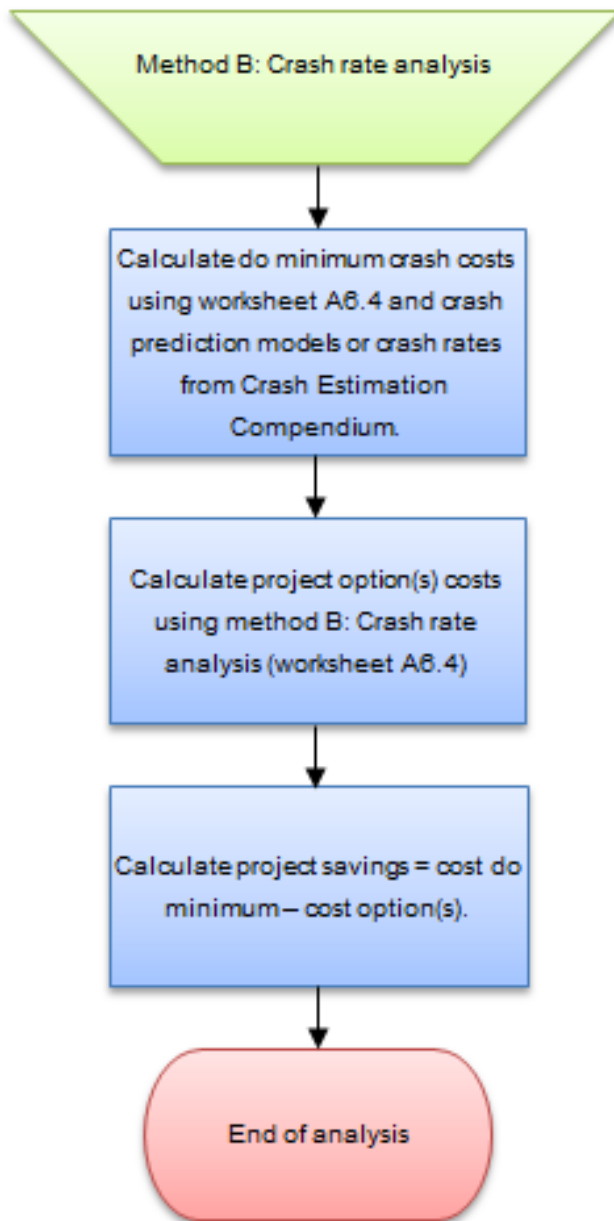 Method B: Crash rate analysis
Calculate do minimum crash costs
using worksheet A6.4 and crash
prediction models or crash rates
from Crash Estimation
Compendium.
Calculate project option(s) costs
using method B: Crash rate
analysis (worksheet A6.4)
Calculate project savings = cost do
minimum – cost option(s).
End of analysis